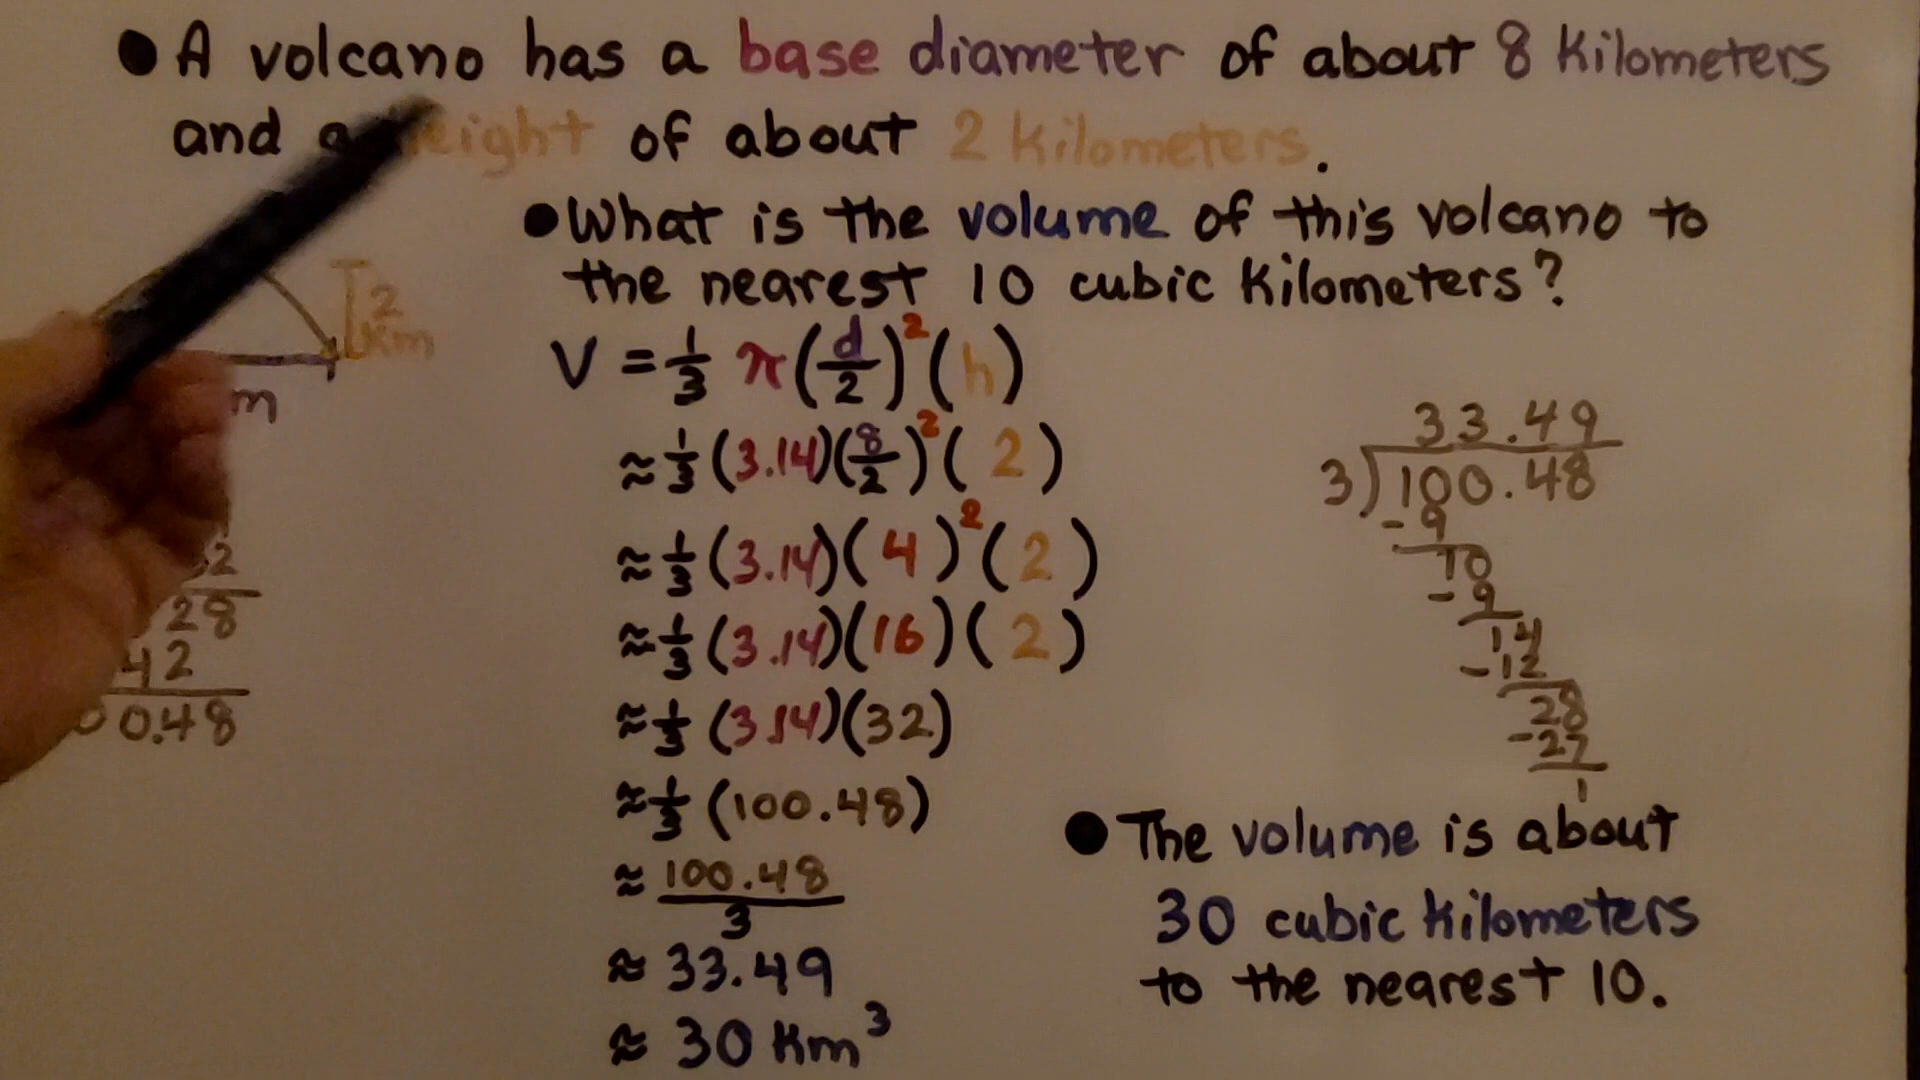 • A volcano has a base diameter of about 8 Kilometers
and a height of about 2 Kilometers.
• What is the volume of this volcano to
the nearest 10 cubic Kilometers?
2
Km
m
V = 1/3 π(d/2)²(h)
≈ 1/3 (3.14)(8/2)²( 2 )
≈ 1/3 (3.14)( 4 )²( 2 )
≈ 1/3 (3.14)(16)( 2 )
≈ 1/3 (3.14)(32)
≈ 1/3 (100.48)
≈ 100.48/3
≈ 33.49
≈ 30 Km³
2
28
42
0.48
33.49
3)100.48
-9
10
-9
14
-12
28
-27
1
• The volume is about
30 cubic Kilometers
to the nearest 10.